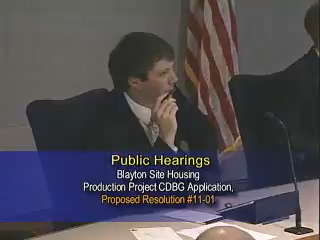 Public Hearings
Blayton Site Housing
Production Project CDBG Application,
Proposed Resolution #11-01